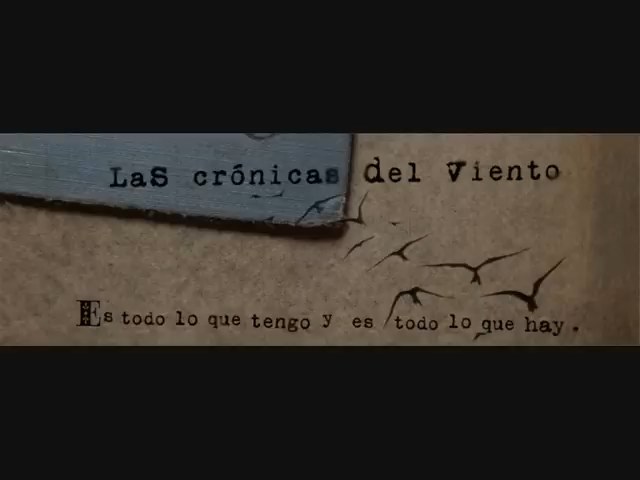 Las crónicas del Viento
Es todo lo que tengo y es todo lo que hay.